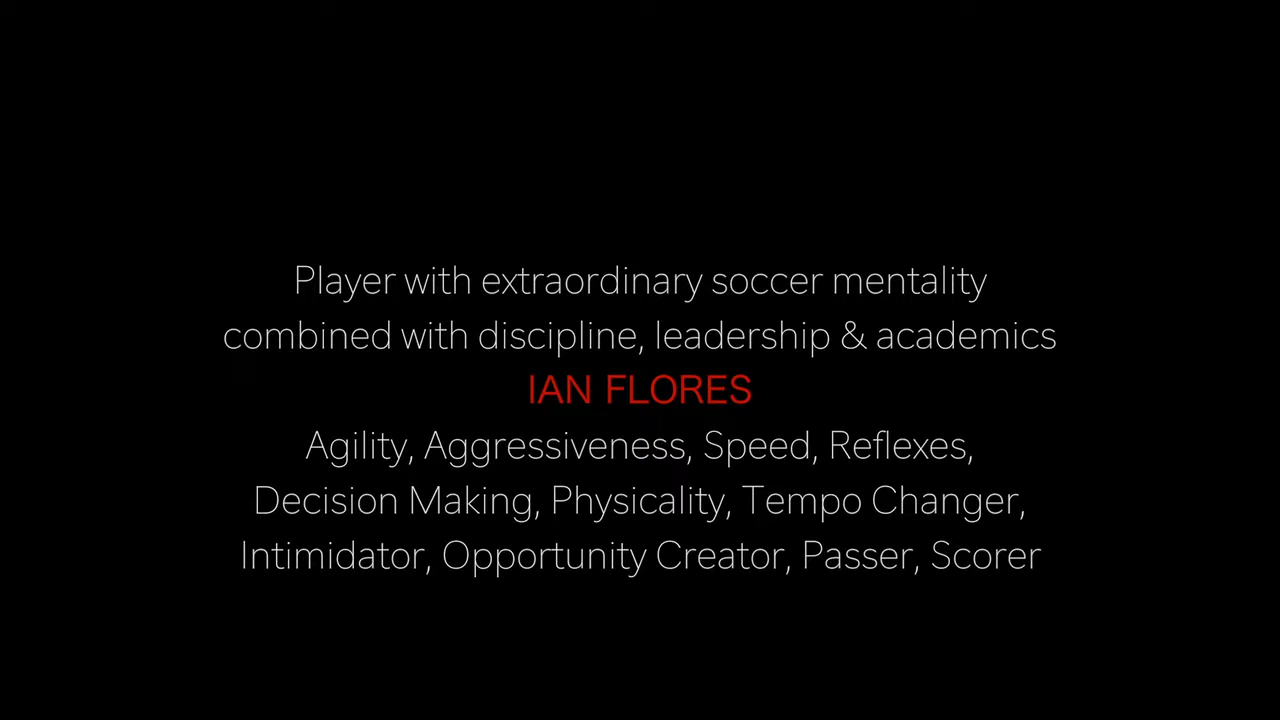 Player with extraordinary soccer mentality
combined with discipline, leadership & academics
IAN FLORES
Agility, Aggressiveness, Speed, Reflexes,
Decision Making, Physicality, Tempo Changer,
Intimidator, Opportunity Creator, Passer, Scorer